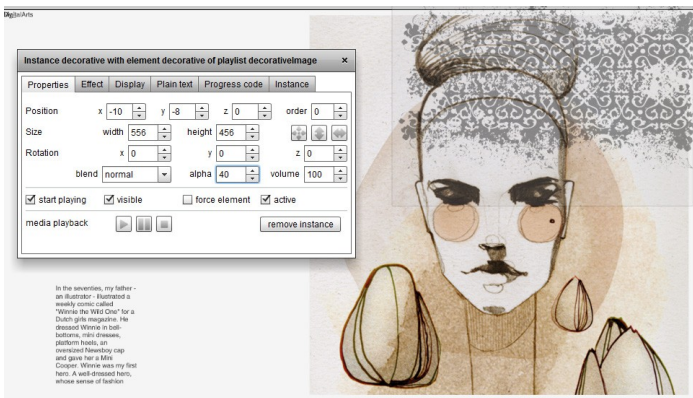 DigitalArts
Instance decorative with element decorative of playlist decorativeImage ×
Properties Effect Display Plain text Progress code Instance
Position x -10 y -8 z 0 order 0
Size width 556 height 456
Rotation x 0 y 0 z 0
blend normal alpha 40 volume 100
start playing visible force element active
media playback remove instance
In the seventies, my father -
an illustrator - illustrated a
weekly comic called
"Winnie the Wild One" for a
Dutch girls magazine. He
dressed Winnie in bell-
bottoms, mini dresses,
platform heels, an
oversized Newsboy cap
and gave her a Mini
Cooper. Winnie was my first
hero. A well-dressed hero,
whose sense of fashion